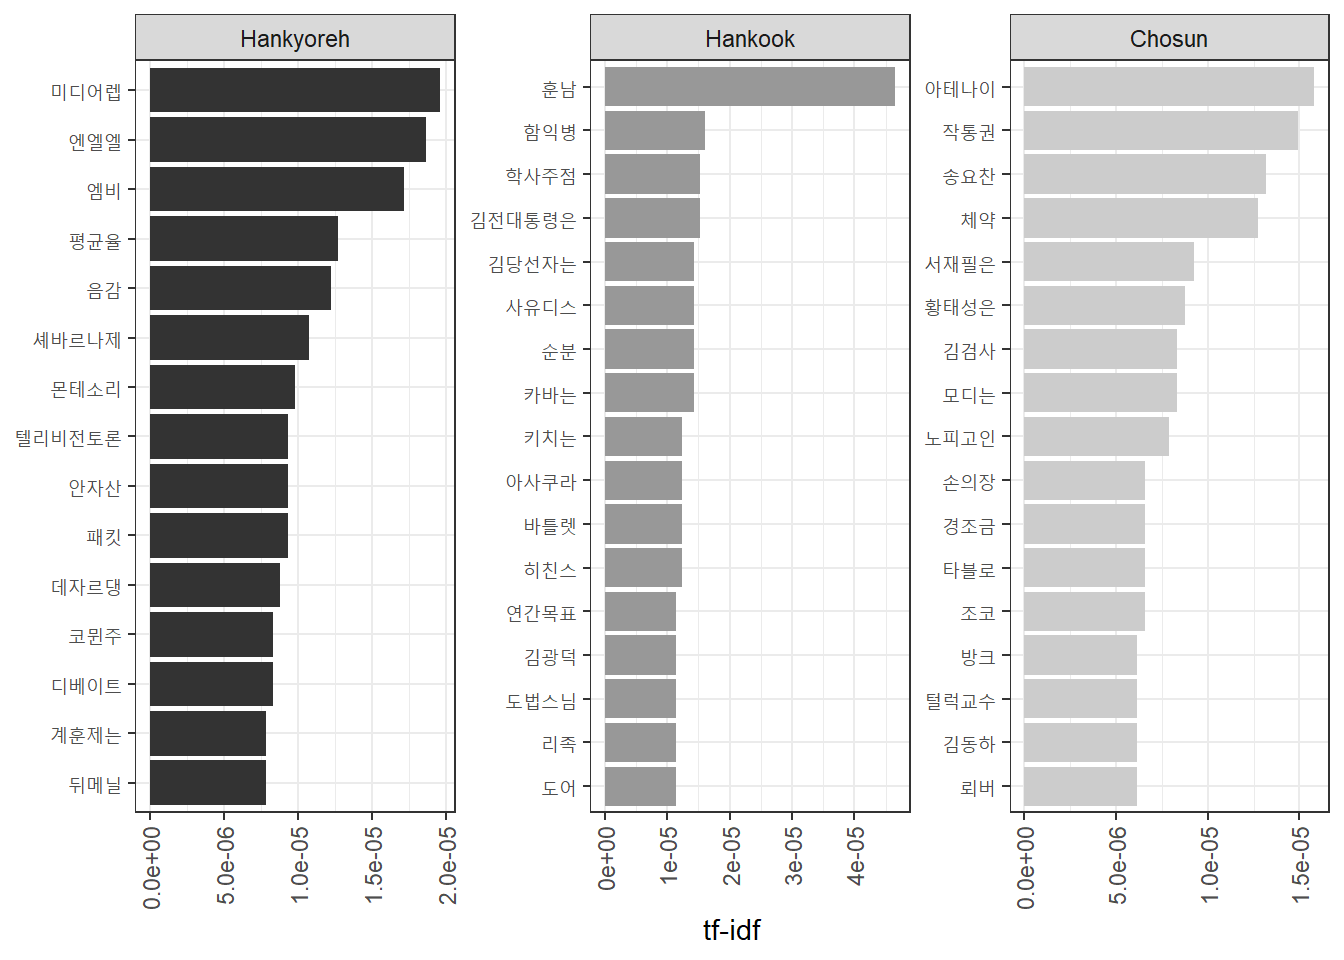 Hankyoreh
미디어렙
엔엘엘
엠비
평균율
음감
셰바르나제
몬테소리
텔리비전토론
안자산
패킷
데자르댕
코뮌주
디베이트
계훈제는
뒤메닐
0.0e+00
5.0e-06
1.0e-05
1.5e-05
2.0e-05
Hankook
훈남
함익병
학사주점
김전대통령은
김당선자는
사유디스
순분
카바는
키치는
아사쿠라
바틀렛
히친스
연간목표
김광덕
도법스님
리족
도어
0e+00
1e-05
2e-05
3e-05
4e-05
Chosun
아테나이
작통권
송요찬
체약
서재필은
황태성은
김검사
모디는
노피고인
손의장
경조금
타블로
조코
방크
털럭교수
김동하
뢰버
0.0e+00
5.0e-06
1.0e-05
1.5e-05
tf-idf